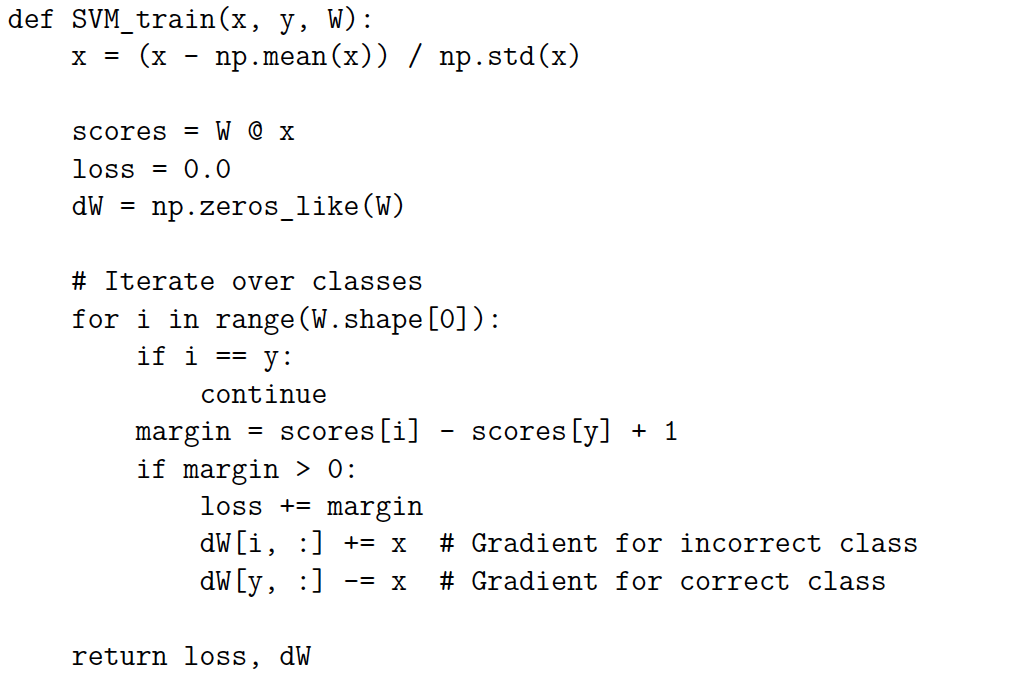 def SVM_train(x, y, W):
    x = (x - np.mean(x)) / np.std(x)

    scores = W @ x
    loss = 0.0
    dW = np.zeros_like(W)

    # Iterate over classes
    for i in range(W.shape[0]):
        if i == y:
            continue
        margin = scores[i] - scores[y] + 1
        if margin > 0:
            loss += margin
            dW[i, :] += x  # Gradient for incorrect class
            dW[y, :] -= x  # Gradient for correct class

    return loss, dW